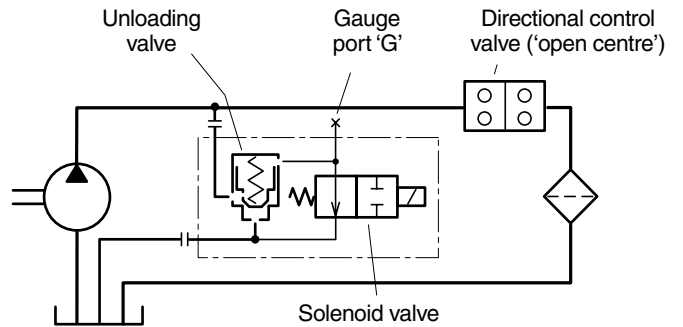 Unloading
valve
Gauge
port ‘G’
Directional control
valve (‘open centre’)
Solenoid valve